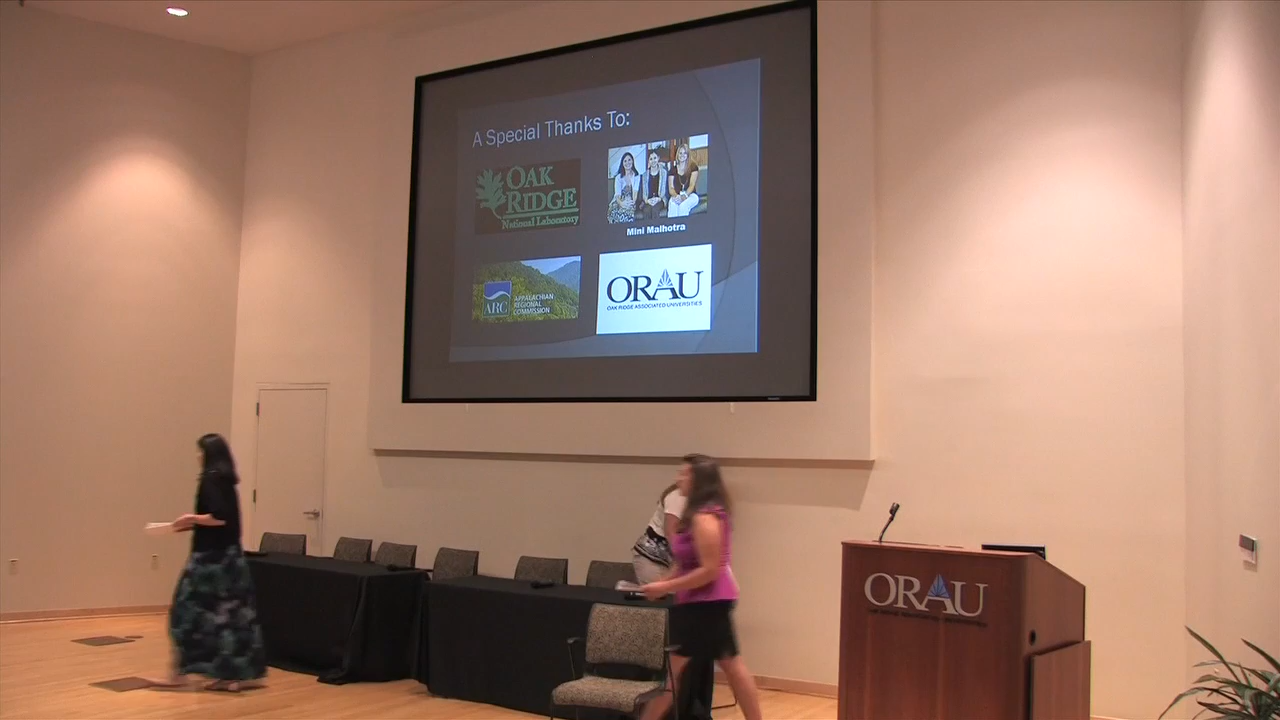 A Special Thanks To:
OAK
RIDGE
National Laboratory
Mini Malhotra
ARC
APPALACHIAN
REGIONAL
COMMISSION
ORAU
OAK RIDGE ASSOCIATED UNIVERSITIES
ORAU